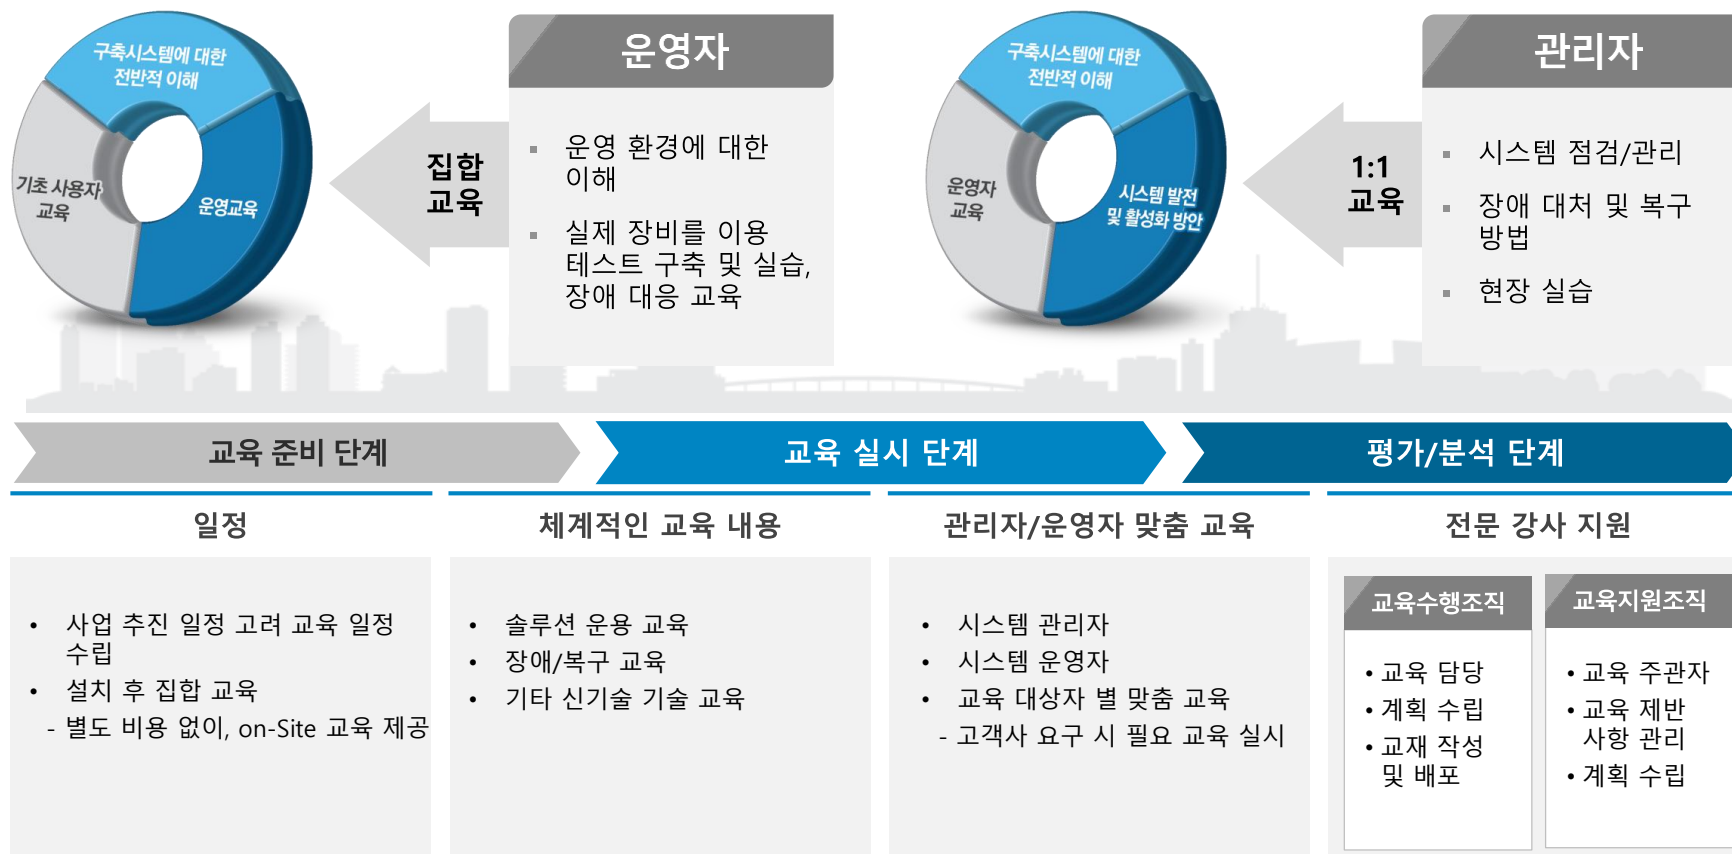 구축시스템에 대한
전반적 이해
기초 사용자
교육
운영교육
집합
교육
운영자
운영 환경에 대한
이해
실제 장비를 이용
테스트 구축 및 실습,
장애 대응 교육
구축시스템에 대한
전반적 이해
운영자
교육
시스템 발전
및 활성화 방안
1:1
교육
관리자
시스템 점검/관리
장애 대처 및 복구
방법
현장 실습
교육 준비 단계
교육 실시 단계
평가/분석 단계
일정
• 사업 추진 일정 고려 교육 일정
수립
• 설치 후 집합 교육
- 별도 비용 없이, on-Site 교육 제공
체계적인 교육 내용
• 솔루션 운용 교육
• 장애/복구 교육
• 기타 신기술 기술 교육
관리자/운영자 맞춤 교육
• 시스템 관리자
• 시스템 운영자
• 교육 대상자 별 맞춤 교육
- 고객사 요구 시 필요 교육 실시
전문 강사 지원
교육수행조직
• 교육 담당
• 계획 수립
• 교재 작성
및 배포
교육지원조직
• 교육 주관자
• 교육 제반
사항 관리
• 계획 수립